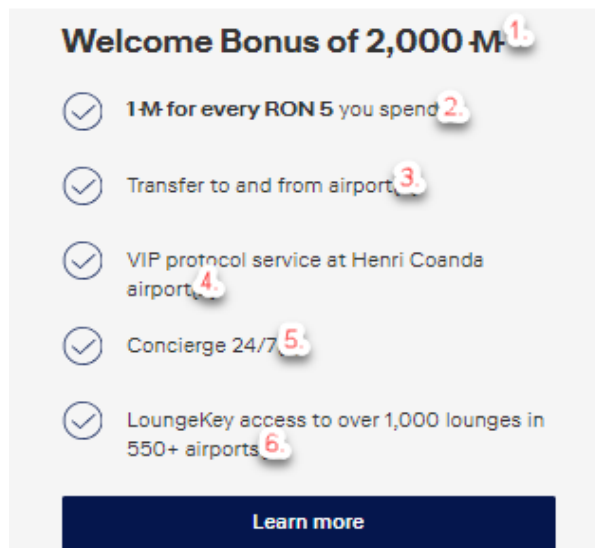 Welcome Bonus of 2,000 M 1.
1 M for every RON 5 you spend 2.
Transfer to and from airport 3.
VIP protocol service at Henri Coanda
airport 4.
Concierge 24/7 5.
LoungeKey access to over 1,000 lounges in
550+ airports 6.
Learn more